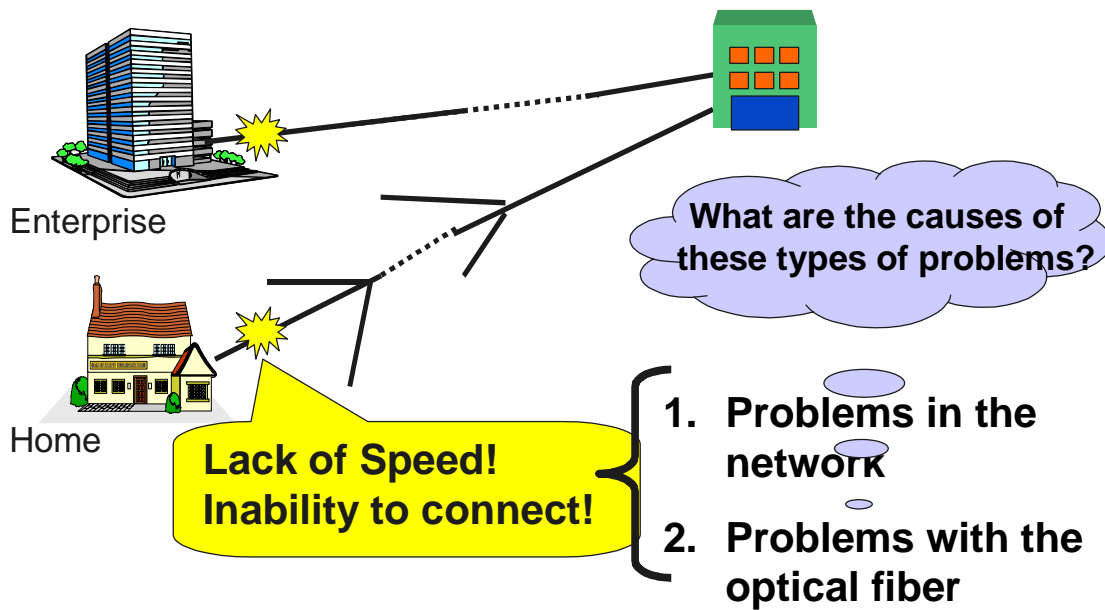 Enterprise
What are the causes of
these types of problems?
Home
Lack of Speed!
Inability to connect!
1. Problems in the
network
2. Problems with the
optical fiber